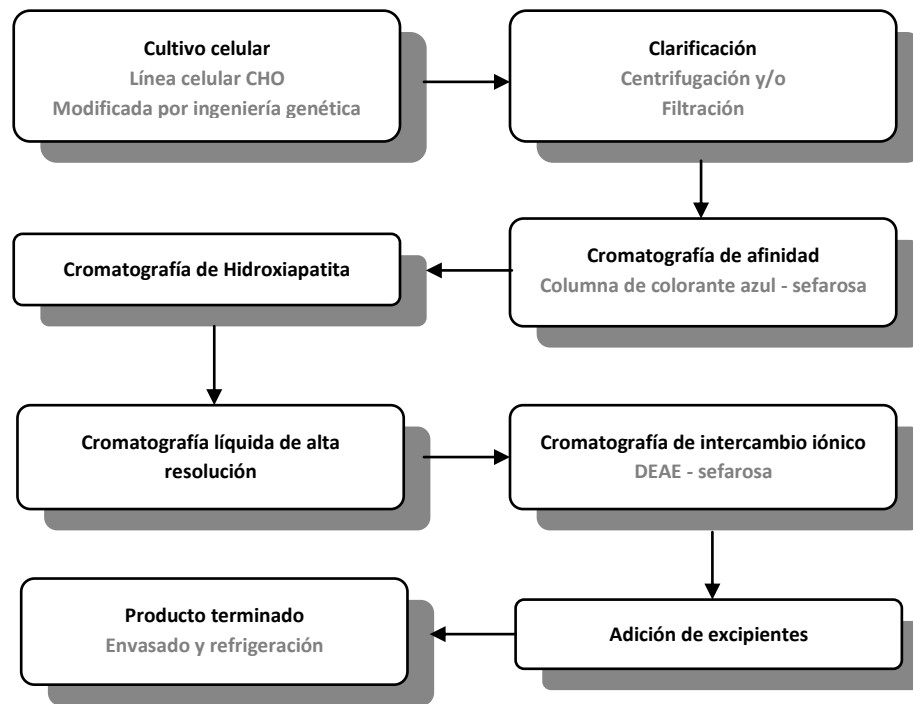 Cultivo celular
Línea celular CHO
Modificada por ingeniería genética
Clarificación
Centrifugación y/o
Filtración
Cromatografía de afinidad
Columna de colorante azul - sefarosa
Cromatografía de Hidroxiapatita
Cromatografía líquida de alta
resolución
Cromatografía de intercambio iónico
DEAE - sefarosa
Adición de excipientes
Producto terminado
Envasado y refrigeración